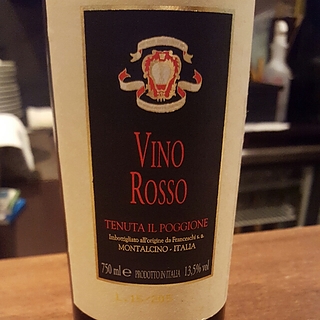 VINO
ROSSO
TENUTA IL POGGIONE
Imbottigliato all'origine da Franceschi s. a.
MONTALCINO - ITALIA
750 ml e PRODOTTO IN ITALIA 13,5% vol